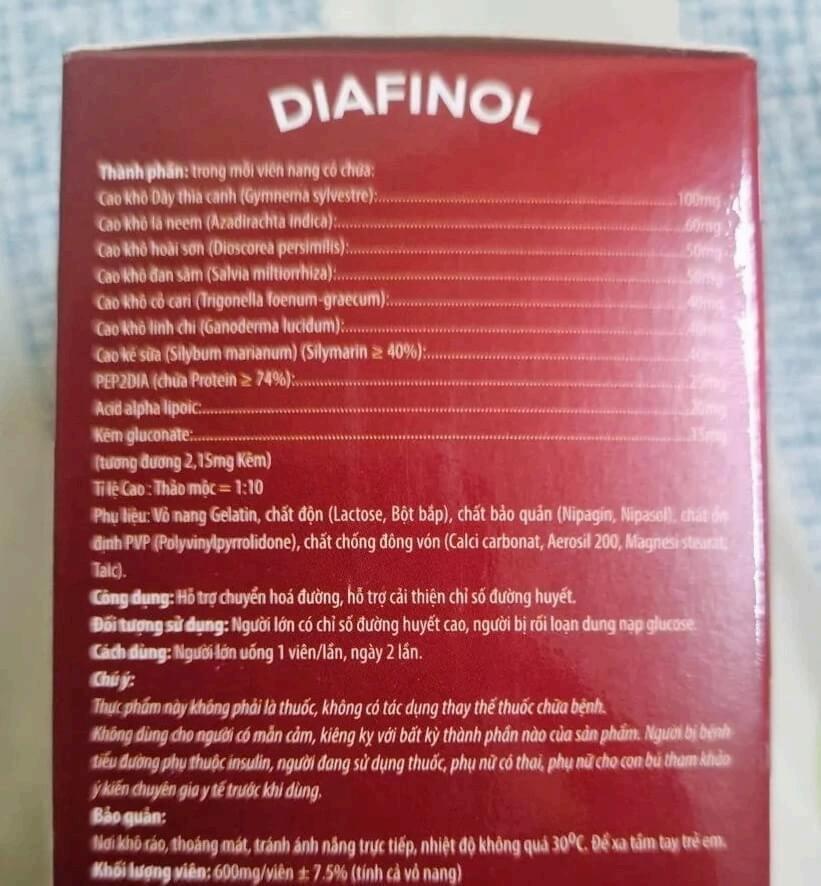 DIAFINOL
Thành phần: trong mỗi viên nang có chứa:
Cao khô Dây thìa canh (Gymnema sylvestre):..............100mg
Cao khô lá neem (Azadirachta indica):..............60mg
Cao khô hoài sơn (Dioscorea persimilis):..............50mg
Cao khô đan sâm (Salvia miltiorrhiza):..............50mg
Cao khô cỏ cari (Trigonella foenum-graecum):..............40mg
Cao khô linh chi (Ganoderma lucidum):..............
Cao kế sữa (Silybum marianum) (Silymarin ≥ 40%):..............40mg
PEP2DIA (chứa Protein ≥ 74%):..............25mg
Acid alpha lipoic:..............20mg
Kẽm gluconate:..............15mg
(tương đương 2,15mg Kẽm)
Tỉ lệ Cao : Thảo mộc = 1:10
Phụ liệu: Vỏ nang Gelatin, chất độn (Lactose, Bột bắp), chất bảo quản (Nipagin, Nipasol), chất ổn
định PVP (Polyvinylpyrrolidone), chất chống đông vón (Calci carbonat, Aerosil 200, Magnesi stearat,
Talc).
Công dụng: Hỗ trợ chuyển hoá đường, hỗ trợ cải thiện chỉ số đường huyết.
Đối tượng sử dụng: Người lớn có chỉ số đường huyết cao, người bị rối loạn dung nạp glucose.
Cách dùng: Người lớn uống 1 viên/lần, ngày 2 lần.
Chú ý:
Thực phẩm này không phải là thuốc, không có tác dụng thay thế thuốc chữa bệnh.
Không dùng cho người có mẫn cảm, kiêng kỵ với bất kỳ thành phần nào của sản phẩm. Người bị bệnh
tiểu đường phụ thuộc insulin, người đang sử dụng thuốc, phụ nữ có thai, phụ nữ cho con bú tham khảo
ý kiến chuyên gia y tế trước khi dùng.
Bảo quản:
Nơi khô ráo, thoáng mát, tránh ánh nắng trực tiếp, nhiệt độ không quá 30⁰C. Để xa tầm tay trẻ em.
Khối lượng viên: 600mg/viên ± 7.5% (tính cả vỏ nang)